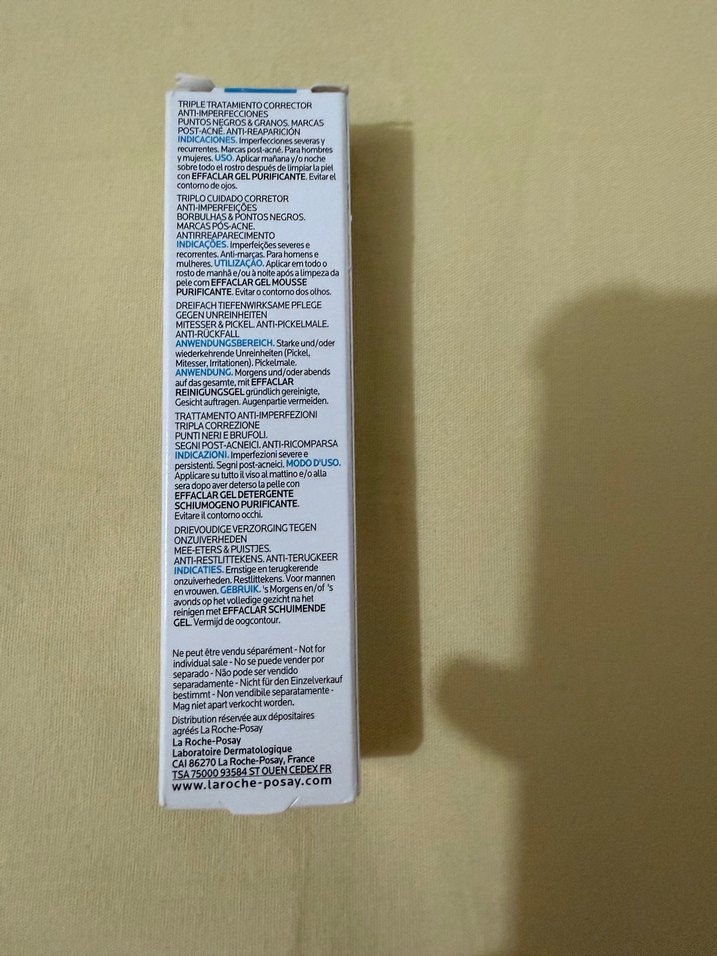 TRIPLE TRATAMIENTO CORRECTOR
ANTI-IMPERFECCIONES
PUNTOS NEGROS & GRANOS. MARCAS
POST-ACNÉ. ANTI-REAPARICIÓN
INDICACIONES. Imperfecciones severas y
recurrentes. Marcas post-acné. Para hombres
y mujeres. USO. Aplicar mañana y/o noche
sobre todo el rostro después de limpiar la piel
con EFFACLAR GEL PURIFICANTE. Evitar el
contorno de ojos.
TRIPLO CUIDADO CORRETOR
ANTI-IMPERFEIÇÕES
BORBULHAS & PONTOS NEGROS.
MARCAS PÓS-ACNE.
ANTIRREAPARECIMENTO
INDICAÇÕES. Imperfeições severes e
recorrentes. Anti-marcas. Para homens e
mulheres. UTILIZAÇÃO. Aplicar em todo o
rosto de manhã e/ou à noite após a limpeza da
pele com EFFACLAR GEL MOUSSE
PURIFICANTE. Evitar o contorno dos olhos.
DREIFACH TIEFENWIRKSAME PFLEGE
GEGEN UNREINHEITEN
MITESSER & PICKEL. ANTI-PICKELMALE.
ANTI-RÜCKFALL
ANWENDUNGSBEREICH. Starke und/oder
wiederkehrende Unreinheiten (Pickel,
Mitesser, Irritationen). Pickelmale.
ANWENDUNG. Morgens und/oder abends
auf das gesamte, mit EFFACLAR
REINIGUNGSGEL gründlich gereinigte,
Gesicht auftragen. Augenpartie vermeiden.
TRATTAMENTO ANTI-IMPERFEZIONI
TRIPLA CORREZIONE
PUNTI NERI E BRUFOLI.
SEGNI POST-ACNEICI. ANTI-RICOMPARSA
INDICAZIONI. Imperfezioni severe e
persistenti. Segni post-acneici. MODO D'USO.
Applicare su tutto il viso al mattino e/o alla
sera dopo aver deterso la pelle con
EFFACLAR GEL DETERGENTE
SCHIUMOGENO PURIFICANTE.
Evitare il contorno occhi.
DRIEVOUDIGE VERZORGING TEGEN
ONZUIVERHEDEN
MEE-ETERS & PUISTJES.
ANTI-RESTLITTEKENS. ANTI-TERUGKEER
INDICATIES. Ernstige en terugkerende
onzuiverheden. Restlittekens. Voor mannen
en vrouwen. GEBRUIK. 's Morgens en/of 's
avonds op het volledige gezicht na het
reinigen met EFFACLAR SCHUIMENDE
GEL. Vermijd de oogcontour.
Ne peut être vendu séparément - Not for
individual sale - No se puede vender por
separado - Não pode ser vendido
separadamente - Nicht für den Einzelverkauf
bestimmt - Non vendibile separatamente -
Mag niet apart verkocht worden.
Distribution réservée aux dépositaires
agréés La Roche-Posay
La Roche-Posay
Laboratoire Dermatologique
CAI 86270 La Roche-Posay, France
TSA 75000 93584 ST OUEN CEDEX FR
www.laroche-posay.com